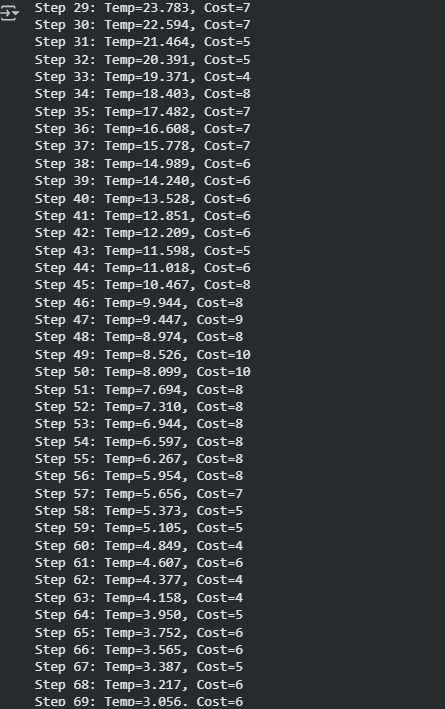 Step 29: Temp=23.783, Cost=7
Step 30: Temp=22.594, Cost=7
Step 31: Temp=21.464, Cost=5
Step 32: Temp=20.391, Cost=5
Step 33: Temp=19.371, Cost=4
Step 34: Temp=18.403, Cost=8
Step 35: Temp=17.482, Cost=7
Step 36: Temp=16.608, Cost=7
Step 37: Temp=15.778, Cost=7
Step 38: Temp=14.989, Cost=6
Step 39: Temp=14.240, Cost=6
Step 40: Temp=13.528, Cost=6
Step 41: Temp=12.851, Cost=6
Step 42: Temp=12.209, Cost=6
Step 43: Temp=11.598, Cost=5
Step 44: Temp=11.018, Cost=6
Step 45: Temp=10.467, Cost=8
Step 46: Temp=9.944, Cost=8
Step 47: Temp=9.447, Cost=9
Step 48: Temp=8.974, Cost=8
Step 49: Temp=8.526, Cost=10
Step 50: Temp=8.099, Cost=10
Step 51: Temp=7.694, Cost=8
Step 52: Temp=7.310, Cost=8
Step 53: Temp=6.944, Cost=8
Step 54: Temp=6.597, Cost=8
Step 55: Temp=6.267, Cost=8
Step 56: Temp=5.954, Cost=8
Step 57: Temp=5.656, Cost=7
Step 58: Temp=5.373, Cost=5
Step 59: Temp=5.105, Cost=5
Step 60: Temp=4.849, Cost=4
Step 61: Temp=4.607, Cost=6
Step 62: Temp=4.377, Cost=4
Step 63: Temp=4.158, Cost=4
Step 64: Temp=3.950, Cost=5
Step 65: Temp=3.752, Cost=6
Step 66: Temp=3.565, Cost=6
Step 67: Temp=3.387, Cost=5
Step 68: Temp=3.217, Cost=6
Step 69: Temp=3.056, Cost=6